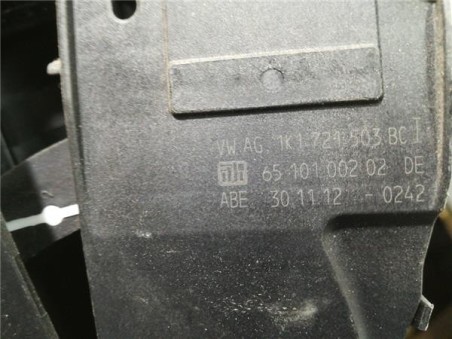 VW AG 1K1 721 503 BC I
65 101 002 02 DE
ABE 30.11.12 - 0242